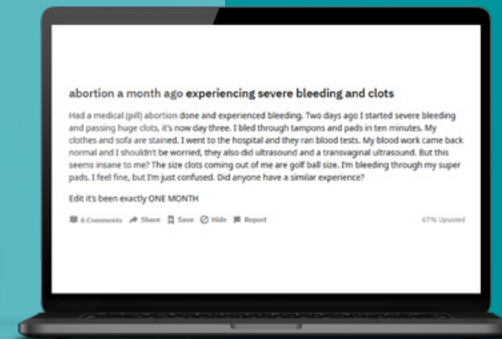 abortion a month ago experiencing severe bleeding and clots
Had a medical (pill) abortion done and experienced bleeding. Two days ago I started severe bleeding
and passing huge clots, it's now day three. I bled through tampons and pads in ten minutes. My
clothes and sofa are stained. I went to the hospital and they ran blood tests. My blood work came back
normal and I shouldn't be worried, they also did ultrasound and a transvaginal ultrasound. But this
seems insane to me? The size clots coming out of me are golf ball size. I'm bleeding through my super
pads. I feel fine, but I'm just confused. Did anyone have a similar experience?
Edit it's been exactly ONE MONTH
6 Comments Share Save Hide Report 67% Upvoted